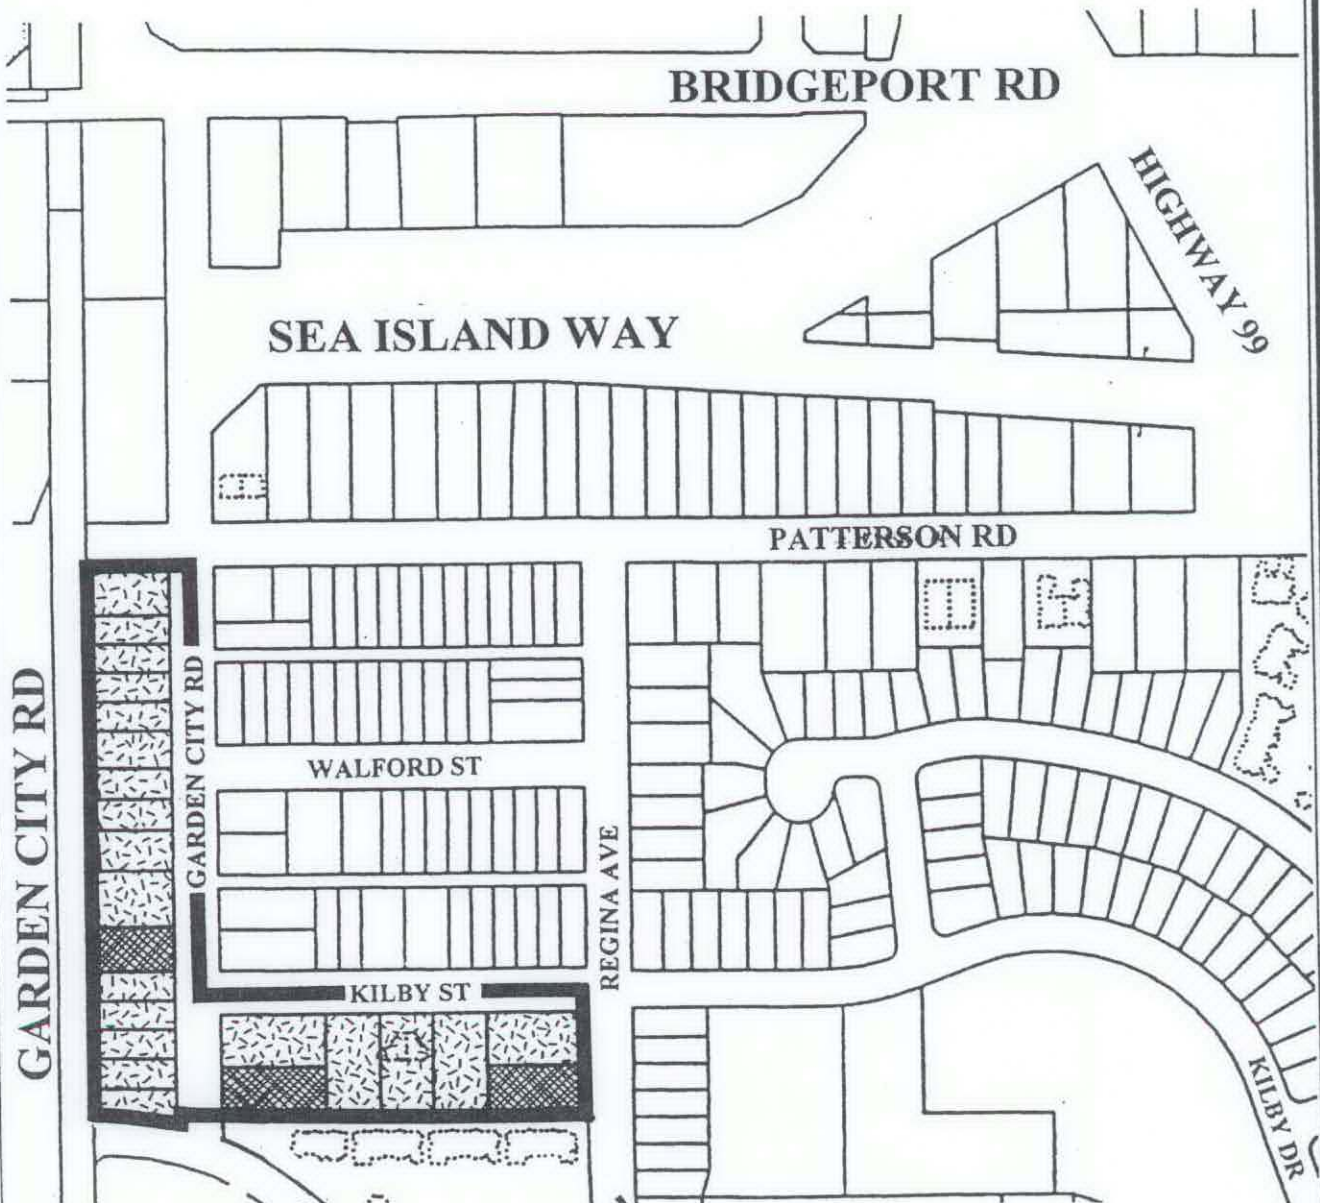 BRIDGEPORT RD
HIGHWAY 99
SEA ISLAND WAY
PATTERSON RD
GARDEN CITY RD
GARDEN CITY RD
WALFORD ST
REGINA AVE
KILBY ST
KILBY DR